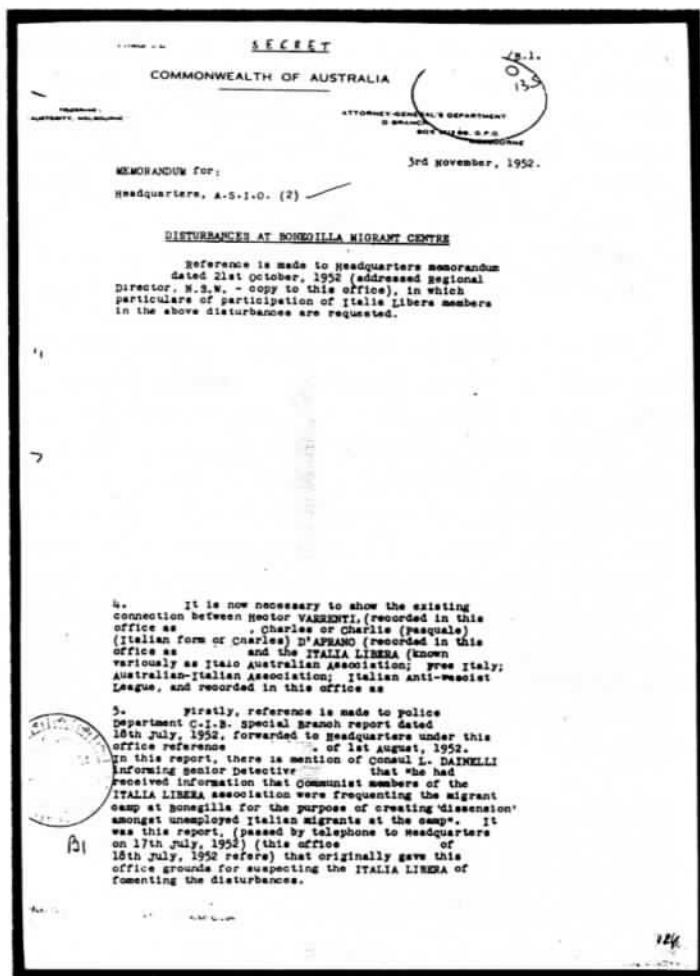 SECRET
COMMONWEALTH OF AUSTRALIA
135
AUSTRALITY, MELBOURNE
ATTORNEY-GENERAL'S DEPARTMENT
D BRANCH
G.P.O.
MELBOURNE
3rd November, 1952.
MEMORANDUM for:
Headquarters, A.S.I.O. (2)
DISTURBANCES AT BONEGILLA MIGRANT CENTRE
Reference is made to Headquarters memorandum
dated 21st October, 1952 (addressed Regional
Director, N.S.W. - copy to this office), in which
particulars of participation of Italia Libera members
in the above disturbances are requested.
4. It is now necessary to show the existing
connection between Hector VARRENTI, (recorded in this
office as , Charles or Charlie (Pasquale)
(Italian form of Charles) D'APRANO (recorded in this
office as and the ITALIA LIBERA (known
variously as Italo Australian Association; Free Italy;
Australian-Italian Association; Italian Anti-Fascist
League, and recorded in this office as
5. Firstly, reference is made to Police
Department C.I.B. Special Branch report dated
18th July, 1952, forwarded to Headquarters under this
office reference . of 1st August, 1952.
In this report, there is mention of Consul L. DAINELLI
informing Senior Detective that "he had
received information that Communist members of the
ITALIA LIBERA association were frequenting the migrant
camp at Bonegilla for the purpose of creating 'dissension'
amongst unemployed Italian migrants at the camp". It
was this report, (passed by telephone to Headquarters
on 17th July, 1952) (this office of
18th July, 1952 refers) that originally gave this
office grounds for suspecting the ITALIA LIBERA of
fomenting the disturbances.
B1